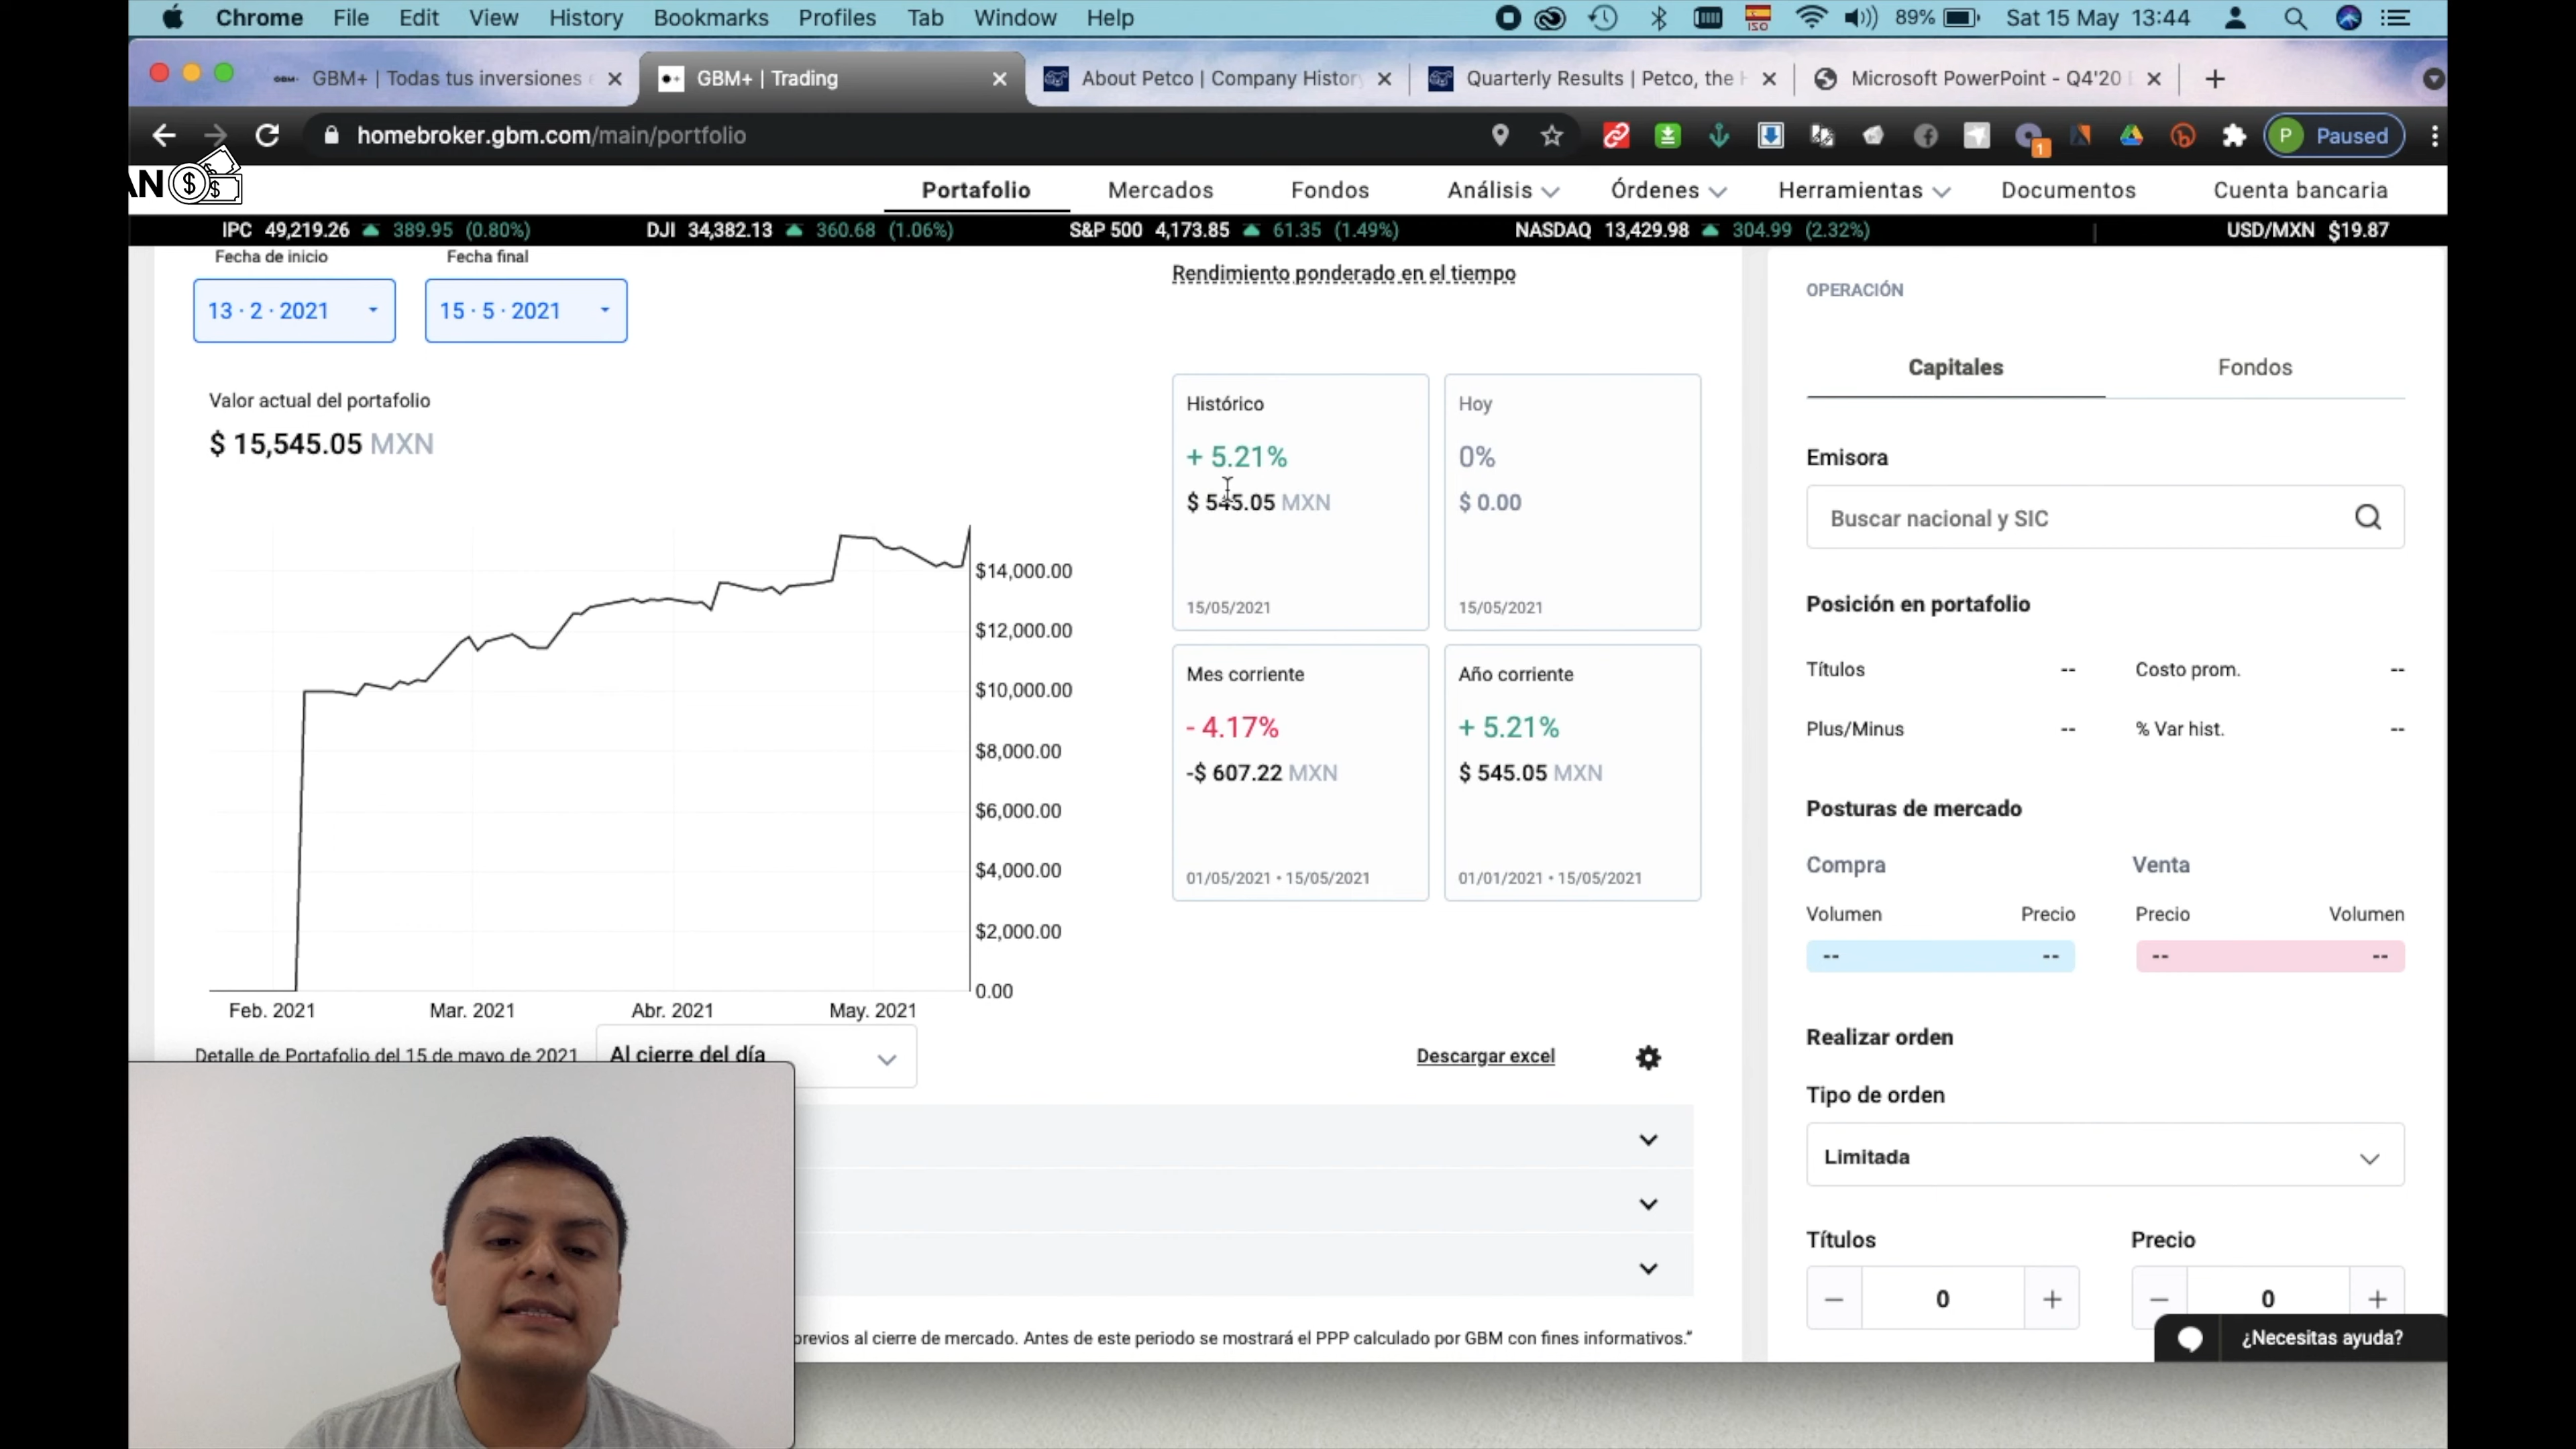 Chrome File Edit View History Bookmarks Profiles Tab Window Help
ISO 89% Sat 15 May 13:44
GBM+ | Todas tus inversiones
GBM+ | Trading
About Petco | Company History
Quarterly Results | Petco, the
Microsoft PowerPoint - Q4'20
homebroker.gbm.com/main/portfolio
1
P Paused
AN $ $
Portafolio Mercados Fondos Análisis Órdenes Herramientas Documentos Cuenta bancaria
IPC 49,219.26 389.95 (0.80%) DJI 34,382.13 360.68 (1.06%) S&P 500 4,173.85 61.35 (1.49%) NASDAQ 13,429.98 304.99 (2.32%) USD/MXN $19.87
Fecha de inicio Fecha final
13 · 2 · 2021 15 · 5 · 2021
Valor actual del portafolio
$ 15,545.05 MXN
$14,000.00
$12,000.00
$10,000.00
$8,000.00
$6,000.00
$4,000.00
$2,000.00
0.00
Feb. 2021 Mar. 2021 Abr. 2021 May. 2021
Rendimiento ponderado en el tiempo
Histórico
+ 5.21%
$ 545.05 MXN
15/05/2021
Hoy
0%
$ 0.00
15/05/2021
Mes corriente
- 4.17%
-$ 607.22 MXN
01/05/2021 • 15/05/2021
Año corriente
+ 5.21%
$ 545.05 MXN
01/01/2021 • 15/05/2021
Detalle de Portafolio del 15 de mayo de 2021 Al cierre del día Descargar excel
previos al cierre de mercado. Antes de este periodo se mostrará el PPP calculado por GBM con fines informativos.”
OPERACIÓN
Capitales Fondos
Emisora
Buscar nacional y SIC
Posición en portafolio
Títulos -- Costo prom. --
Plus/Minus -- % Var hist. --
Posturas de mercado
Compra Venta
Volumen Precio Precio Volumen
-- -- -- --
Realizar orden
Tipo de orden
Limitada
Títulos Precio
− 0 + − 0 +
¿Necesitas ayuda?